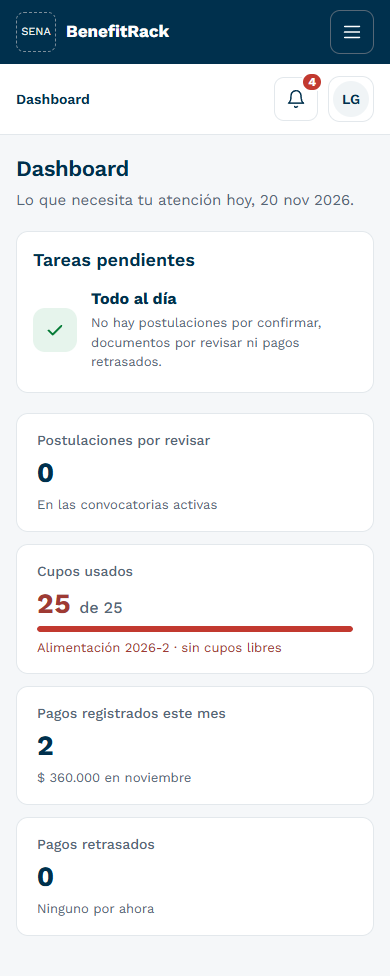 SENA BenefitRack
Dashboard
4
LG
Dashboard
Lo que necesita tu atención hoy, 20 nov 2026.
Tareas pendientes
Todo al día
No hay postulaciones por confirmar,
documentos por revisar ni pagos
retrasados.
Postulaciones por revisar
0
En las convocatorias activas
Cupos usados
25 de 25
Alimentación 2026-2 · sin cupos libres
Pagos registrados este mes
2
$ 360.000 en noviembre
Pagos retrasados
0
Ninguno por ahora